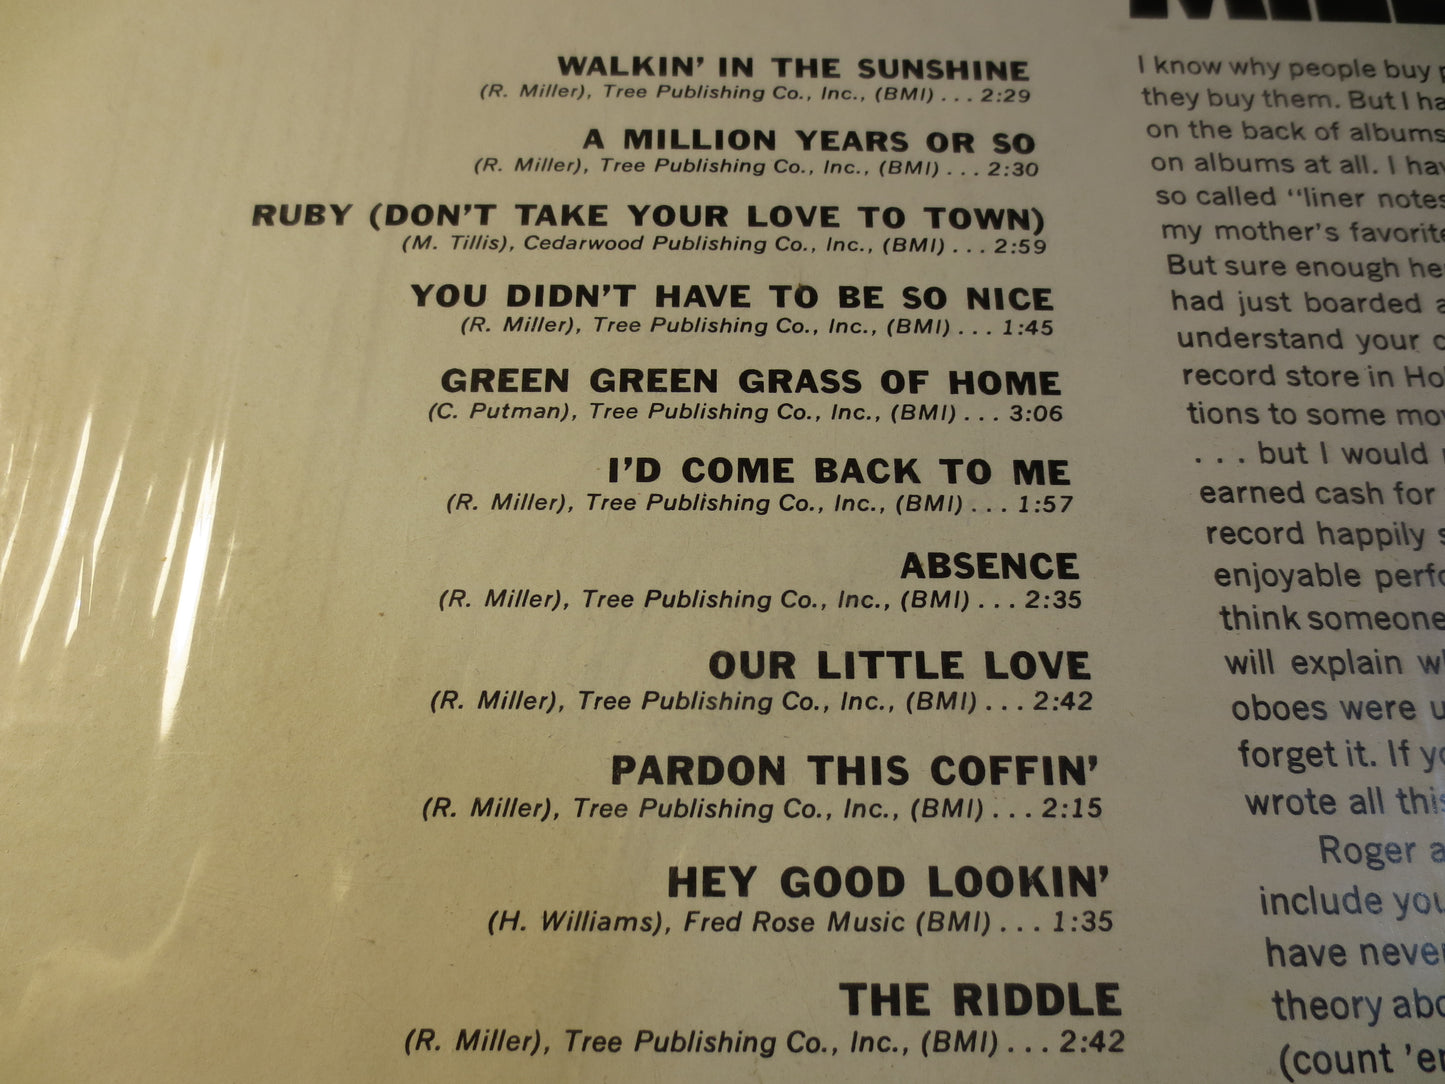 WALKIN' IN THE SUNSHINE
(R. Miller), Tree Publishing Co., Inc., (BMI) . . . 2:29
A MILLION YEARS OR SO
(R. Miller), Tree Publishing Co., Inc., (BMI) . . . 2:30
RUBY (DON'T TAKE YOUR LOVE TO TOWN)
(M. Tillis), Cedarwood Publishing Co., Inc., (BMI) . . . 2:59
YOU DIDN'T HAVE TO BE SO NICE
(R. Miller), Tree Publishing Co., Inc., (BMI) . . . 1:45
GREEN GREEN GRASS OF HOME
(C. Putman), Tree Publishing Co., Inc., (BMI) . . . 3:06
I'D COME BACK TO ME
(R. Miller), Tree Publishing Co., Inc., (BMI) . . . 1:57
ABSENCE
(R. Miller), Tree Publishing Co., Inc., (BMI) . . . 2:35
OUR LITTLE LOVE
(R. Miller), Tree Publishing Co., Inc., (BMI) . . . 2:42
PARDON THIS COFFIN'
(R. Miller), Tree Publishing Co., Inc., (BMI) . . . 2:15
HEY GOOD LOOKIN'
(H. Williams), Fred Rose Music (BMI) . . . 1:35
THE RIDDLE
(R. Miller), Tree Publishing Co., Inc., (BMI) . . . 2:42
I know why people buy
they buy them. But I
on the back of albums
on albums at all. I
so called "liner notes
my mother's favorite
But sure enough
had just boarded
understand your
record store in
tions to some
. . . but I would
earned cash for
record happily
enjoyable
think someone
will explain
oboes were
forget it. If
wrote all this
Roger
include
have never
theory
(count